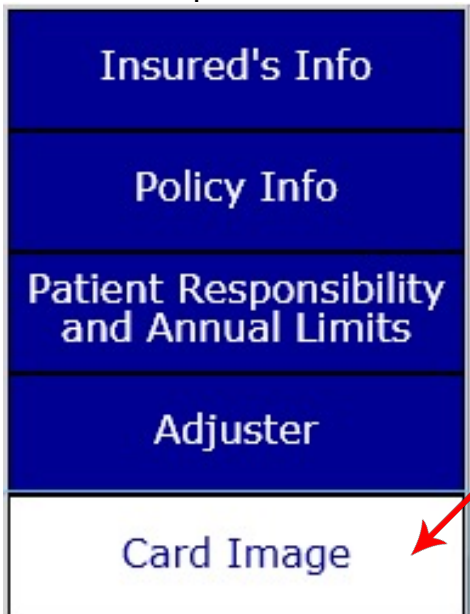 Insured's Info
Policy Info
Patient Responsibility
and Annual Limits
Adjuster
Card Image